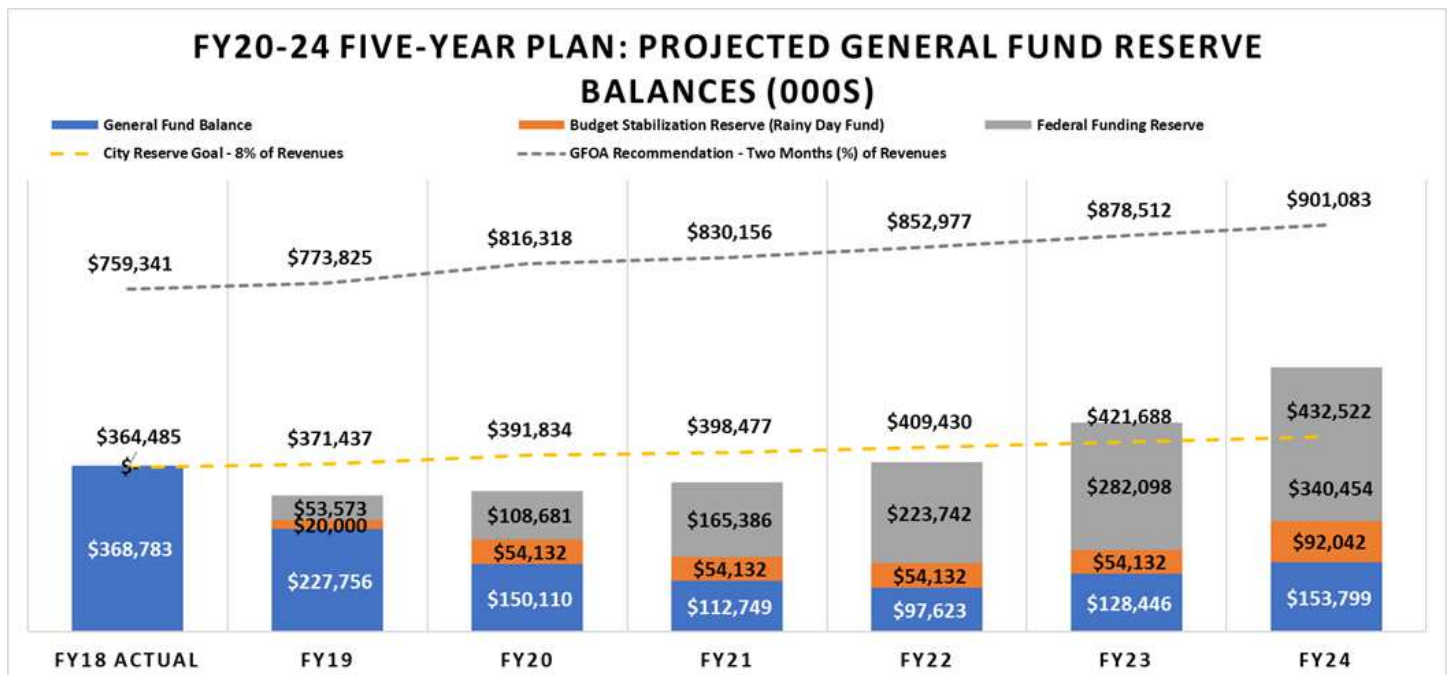 FY20-24 FIVE-YEAR PLAN: PROJECTED GENERAL FUND RESERVE
BALANCES (000S)
General Fund Balance
Budget Stabilization Reserve (Rainy Day Fund)
Federal Funding Reserve
City Reserve Goal - 8% of Revenues
GFOA Recommendation - Two Months (%) of Revenues
$759,341
$773,825
$816,318
$830,156
$852,977
$878,512
$901,083
$364,485
$371,437
$391,834
$398,477
$409,430
$421,688
$432,522
$-
$53,573
$108,681
$165,386
$223,742
$282,098
$340,454
$20,000
$54,132
$54,132
$54,132
$54,132
$92,042
$368,783
$227,756
$150,110
$112,749
$97,623
$128,446
$153,799
FY18 ACTUAL
FY19
FY20
FY21
FY22
FY23
FY24